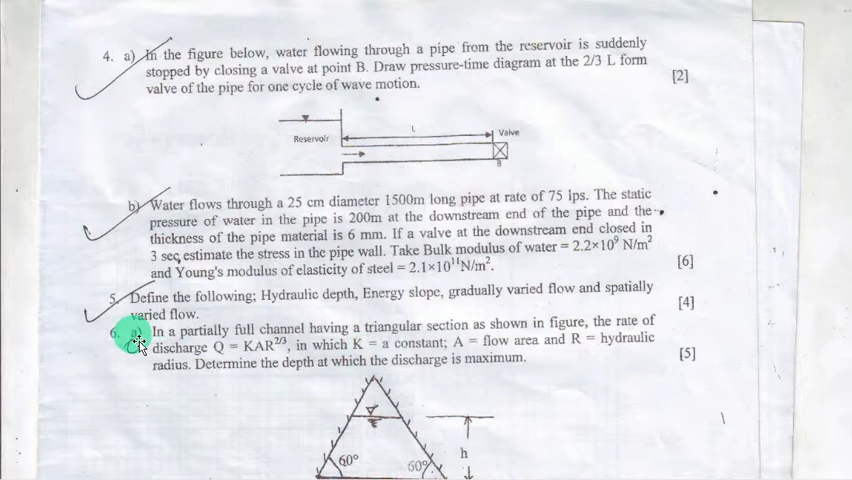 4. a) In the figure below, water flowing through a pipe from the reservoir is suddenly
stopped by closing a valve at point B. Draw pressure-time diagram at the 2/3 L form
valve of the pipe for one cycle of wave motion.
[2]
L
Valve
Reservoir
B
b) Water flows through a 25 cm diameter 1500m long pipe at rate of 75 lps. The static
pressure of water in the pipe is 200m at the downstream end of the pipe and the
thickness of the pipe material is 6 mm. If a valve at the downstream end closed in
3 sec, estimate the stress in the pipe wall. Take Bulk modulus of water = 2.2×10⁹ N/m²
and Young's modulus of elasticity of steel = 2.1×10¹¹N/m².
[6]
5. Define the following; Hydraulic depth, Energy slope, gradually varied flow and spatially
varied flow.
[4]
6. a) In a partially full channel having a triangular section as shown in figure, the rate of
discharge Q = KAR²ᐟ³, in which K = a constant; A = flow area and R = hydraulic
radius. Determine the depth at which the discharge is maximum.
[5]
h
60°
60°